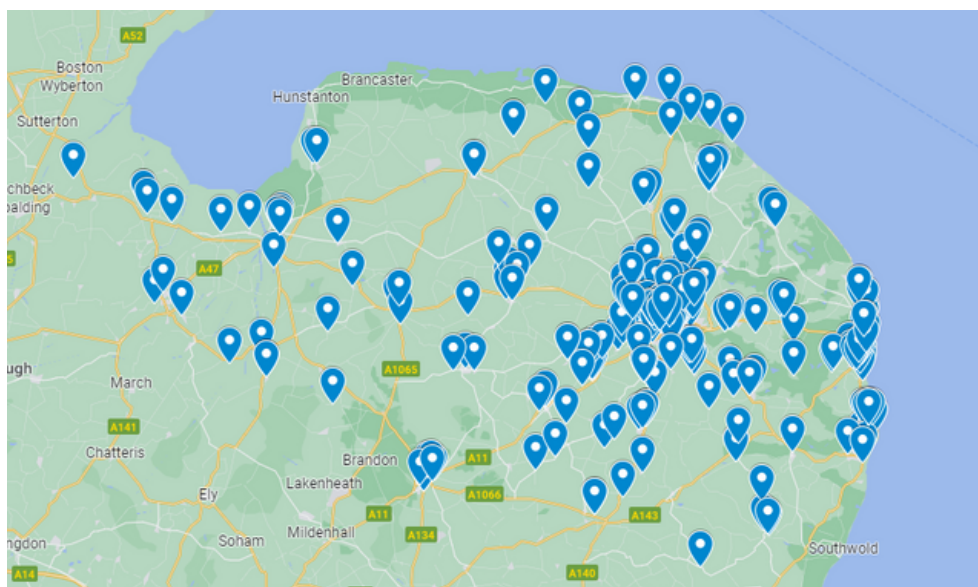 A52
Boston
Wyberton
Brancaster
Hunstanton
Sutterton
A47
March
A1065
A141
Chatteris
Brandon
A11
Lakenheath
Ely
A1066
A11
A143
Mildenhall
Soham
A134
Southwold
A14
A140